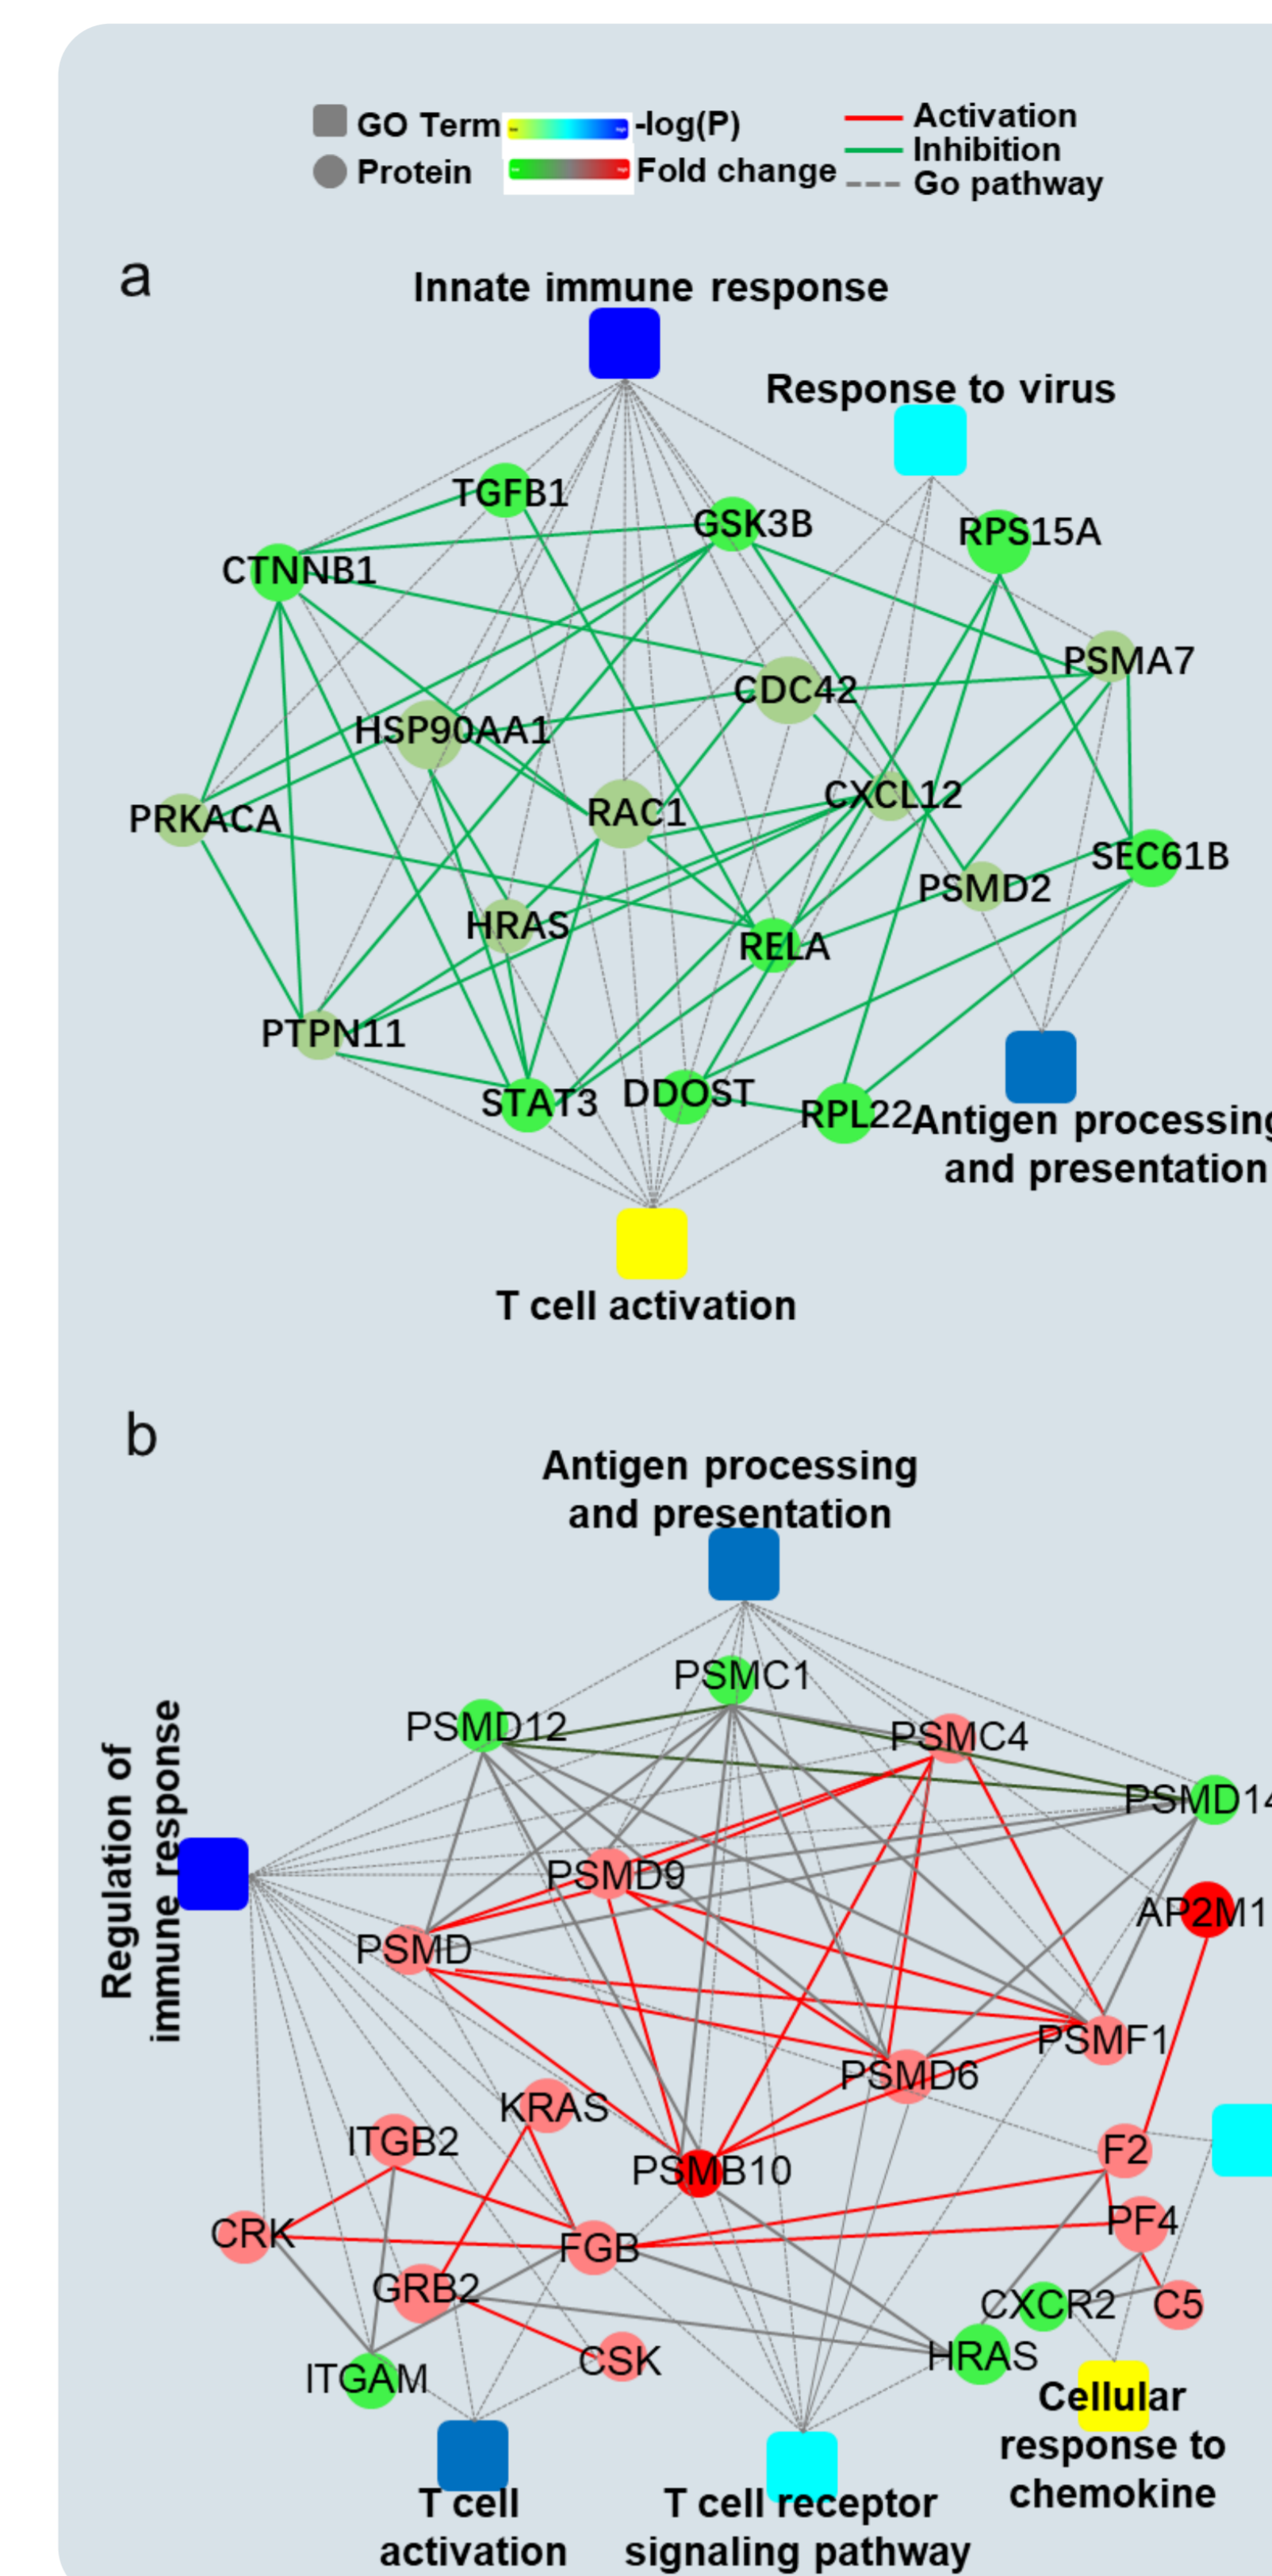 GO Term
-log(P)
Activation
Protein
Fold change
Inhibition
Go pathway
a
Innate immune response
Response to virus
TGFB1
GSK3B
RPS15A
CTNNB1
PSMA7
CDC42
HSP90AA1
CXCL12
RAC1
PRKACA
SEC61B
PSMD2
HRAS
RELA
PTPN11
STAT3
DDOST
RPL22
Antigen processing
and presentation
T cell activation
b
Antigen processing
and presentation
Regulation of
immune response
PSMC1
PSMD12
PSMC4
PSMD14
PSMD9
AP2M1
PSMD
PSMF1
PSMD6
KRAS
ITGB2
F2
PSMB10
PF4
CRK
FGB
GRB2
CXCR2
C5
HRAS
CSK
ITGAM
Cellular
response to
chemokine
T cell
activation
T cell receptor
signaling pathway